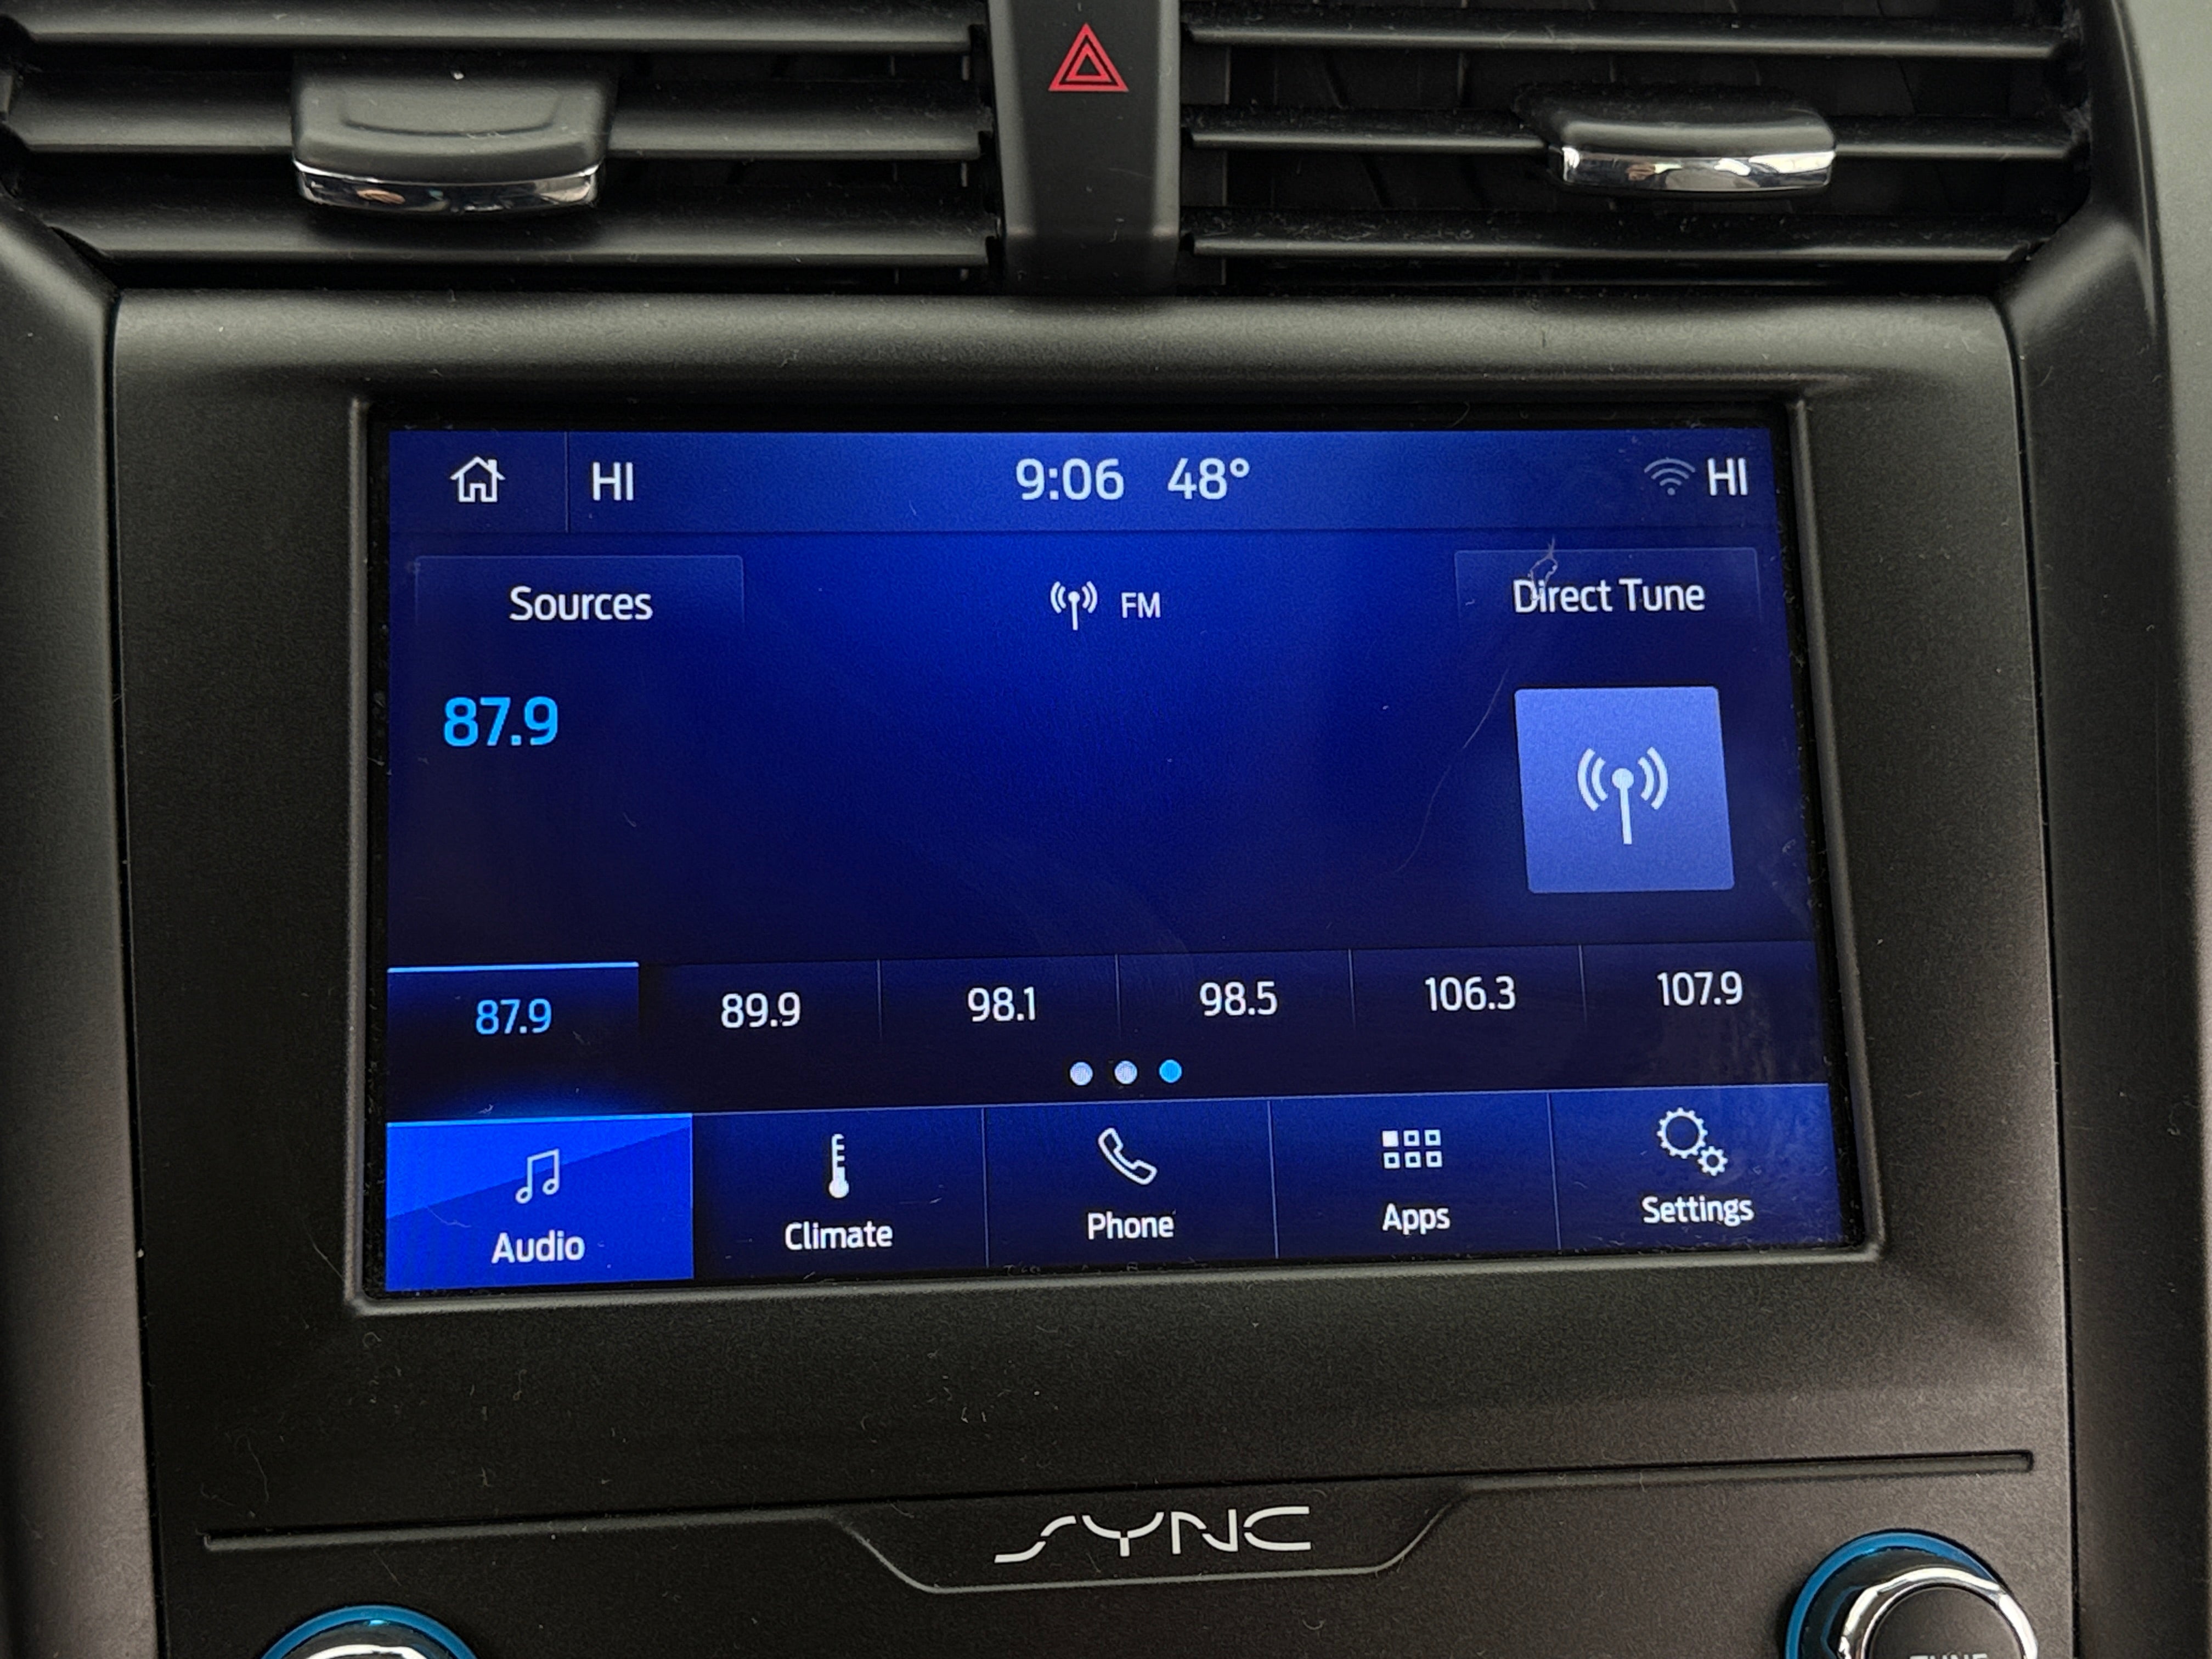 HI 9:06 48° HI
Sources FM Direct Tune
87.9
87.9 89.9 98.1 98.5 106.3 107.9
Audio Climate Phone Apps Settings
SYNC
TUNE